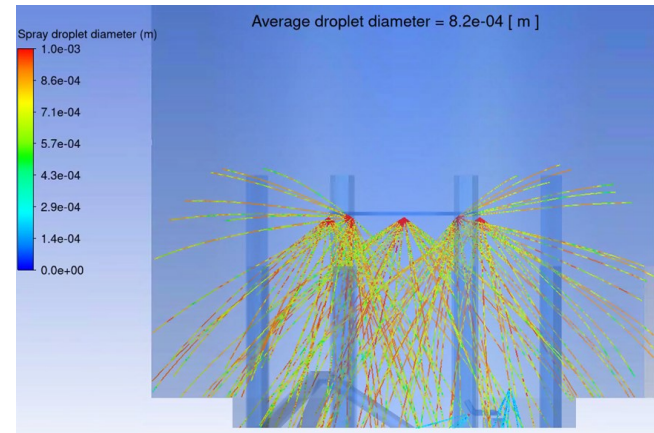 Average droplet diameter = 8.2e-04 [ m ]
Spray droplet diameter (m)
1.0e-03
8.6e-04
7.1e-04
5.7e-04
4.3e-04
2.9e-04
1.4e-04
0.0e+00